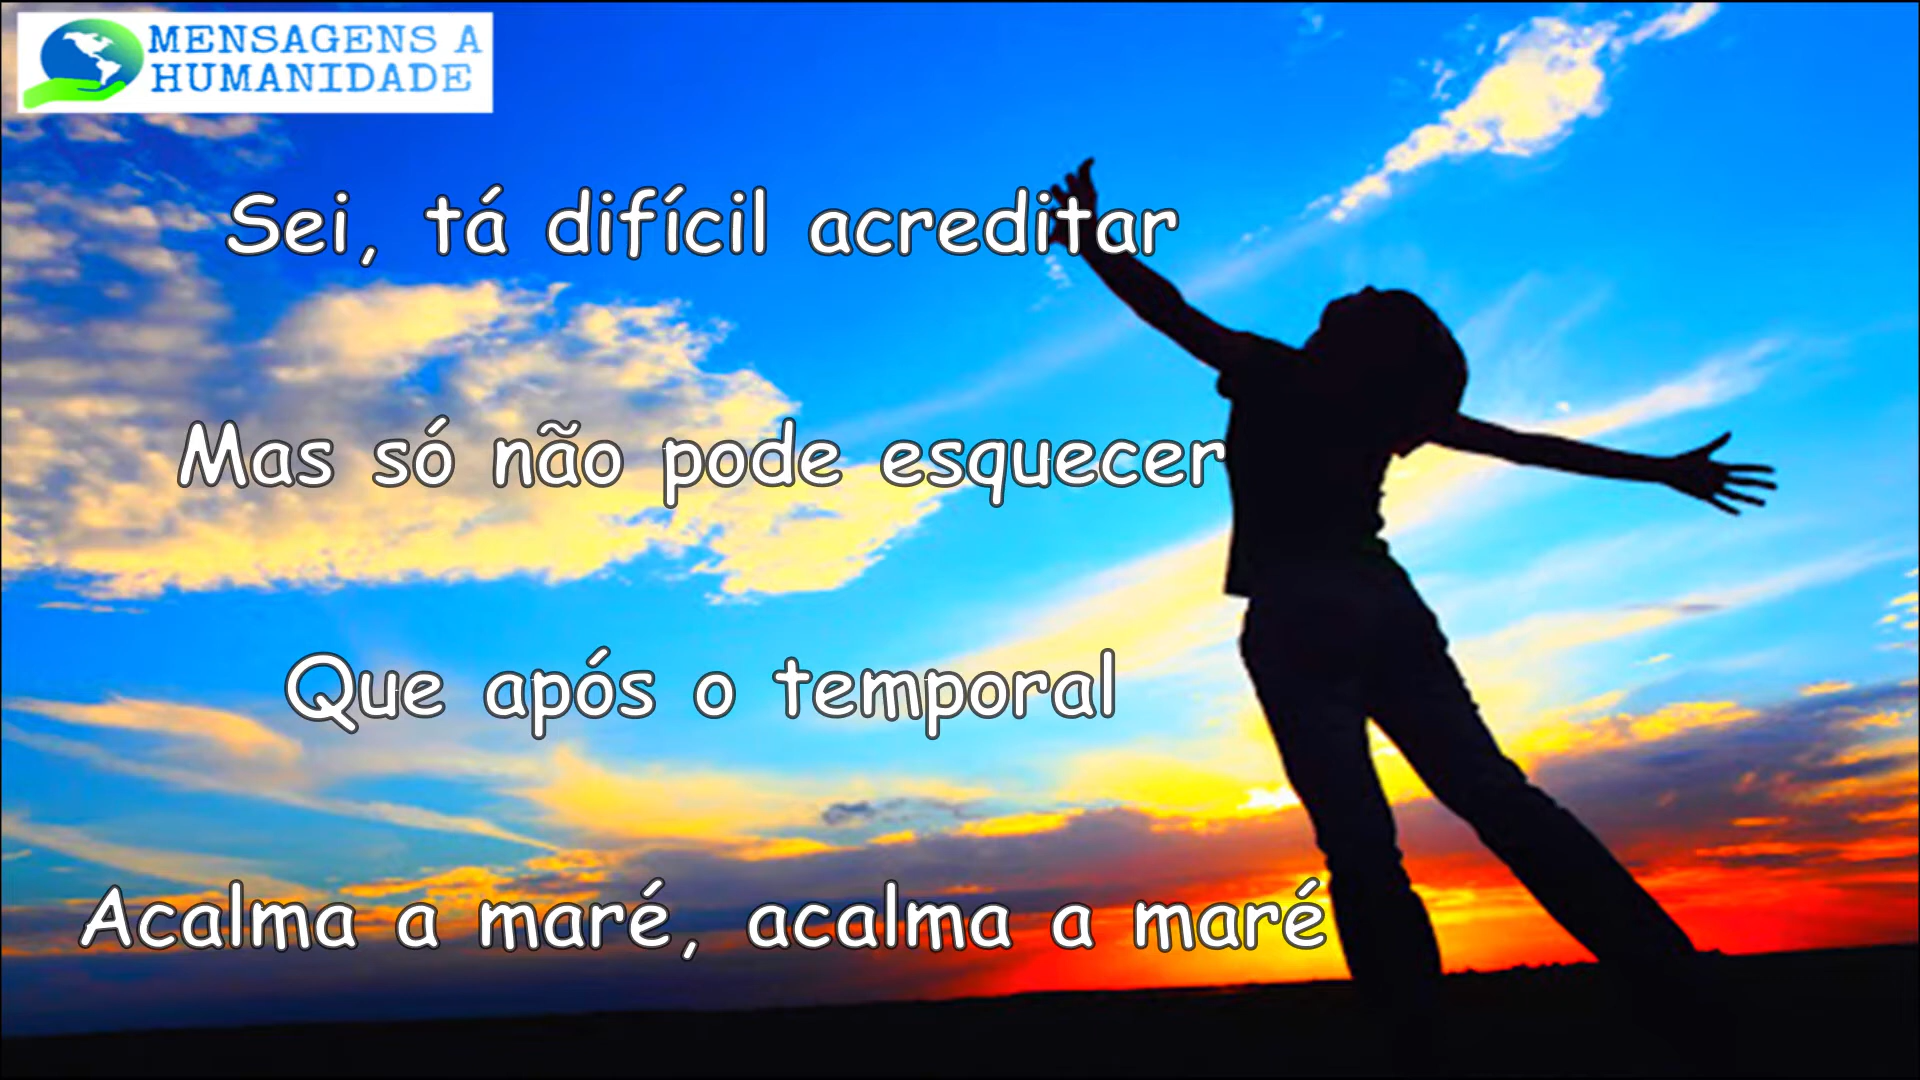 MENSAGENS A
HUMANIDADE
Sei, tá difícil acreditar
Mas só não pode esquecer
Que após o temporal
Acalma a maré, acalma a maré